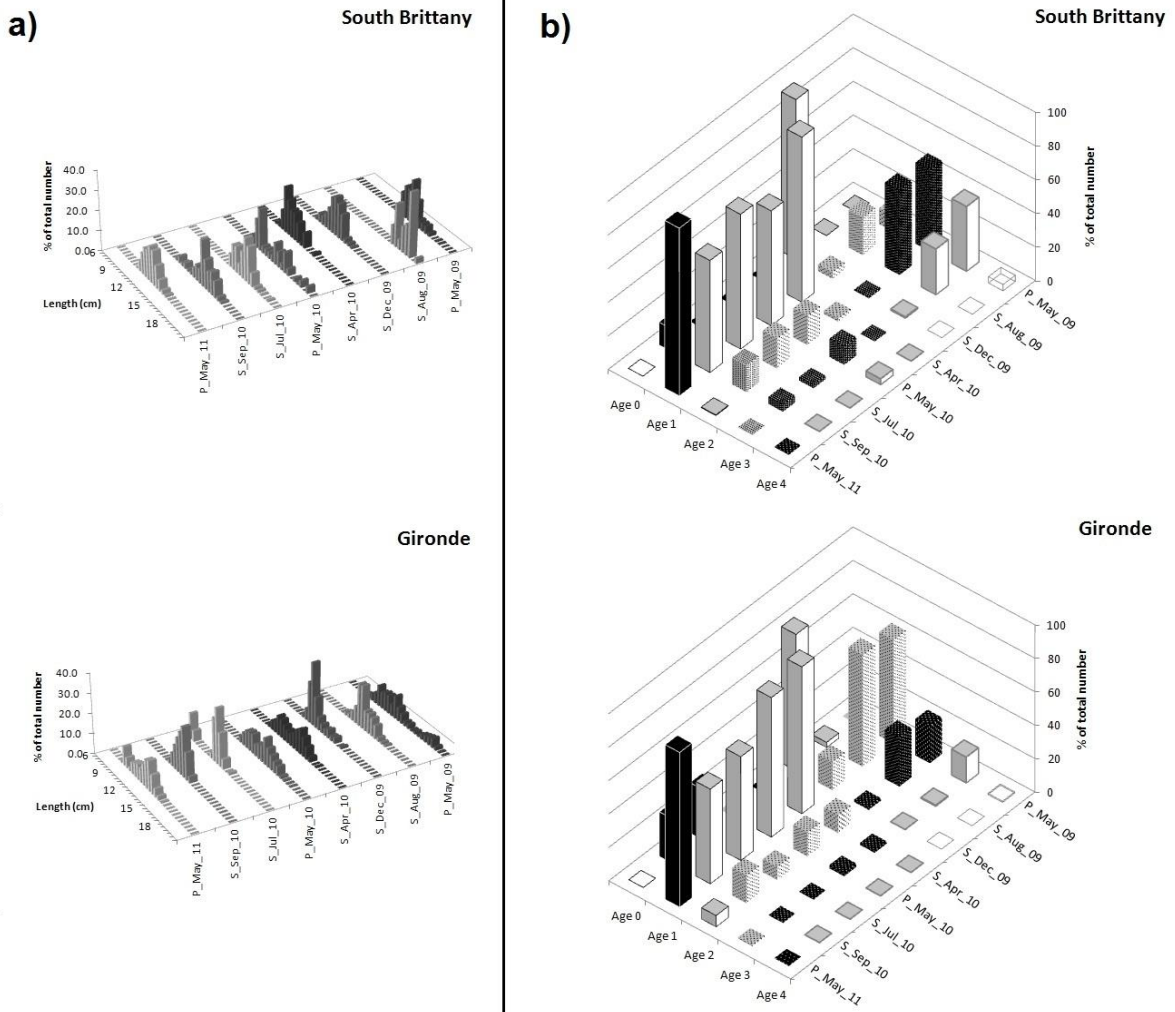 a)
South Brittany
% of total number
40.0
30.0
20.0
10.0
0.0
6
9
12
15
18
Length (cm)
P_May_11
S_Sep_10
S_Jul_10
P_May_10
S_Apr_10
S_Dec_09
S_Aug_09
P_May_09
Gironde
% of total number
40.0
30.0
20.0
10.0
0.0
6
9
12
15
18
Length (cm)
P_May_11
S_Sep_10
S_Jul_10
P_May_10
S_Apr_10
S_Dec_09
S_Aug_09
P_May_09
b)
South Brittany
100
80
60
40
20
0
% of total number
Age 0
Age 1
Age 2
Age 3
Age 4
P_May_11
S_Sep_10
S_Jul_10
P_May_10
S_Apr_10
S_Dec_09
S_Aug_09
P_May_09
Gironde
100
80
60
40
20
0
% of total number
Age 0
Age 1
Age 2
Age 3
Age 4
P_May_11
S_Sep_10
S_Jul_10
P_May_10
S_Apr_10
S_Dec_09
S_Aug_09
P_May_09